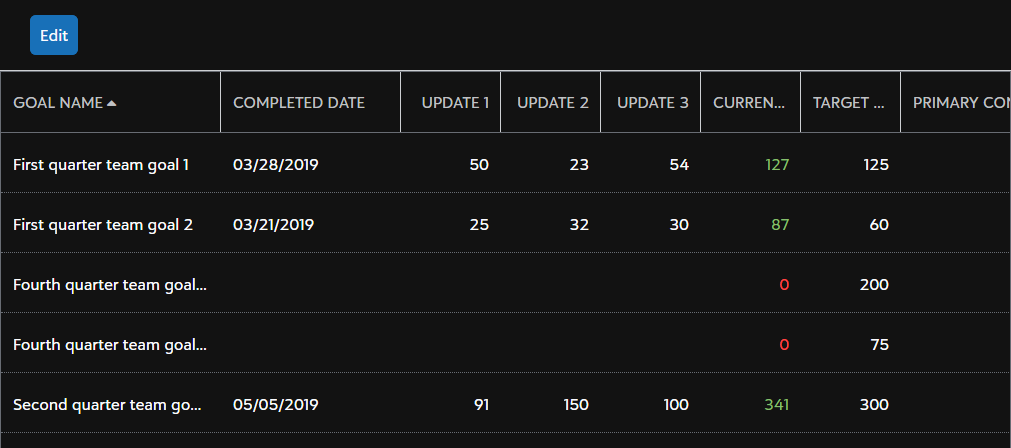 Edit
GOAL NAME COMPLETED DATE UPDATE 1 UPDATE 2 UPDATE 3 CURREN... TARGET ... PRIMARY CON
First quarter team goal 1 03/28/2019 50 23 54 127 125
First quarter team goal 2 03/21/2019 25 32 30 87 60
Fourth quarter team goal... 0 200
Fourth quarter team goal... 0 75
Second quarter team go... 05/05/2019 91 150 100 341 300